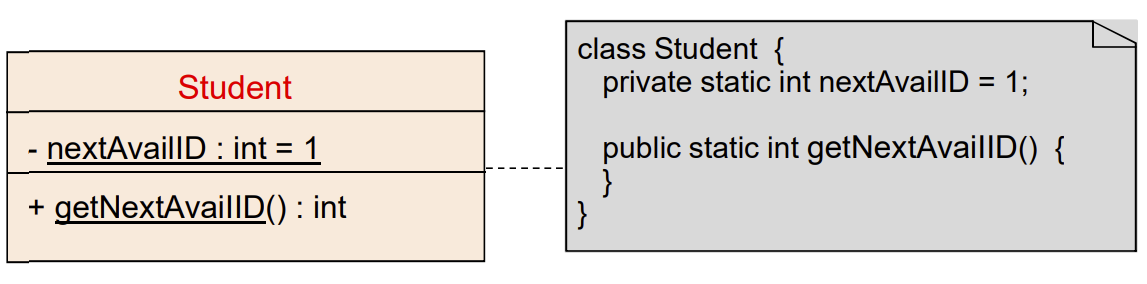 Student
- nextAvailID : int = 1
+ getNextAvailID() : int
class Student {
private static int nextAvailID = 1;
public static int getNextAvailID() {
}
}